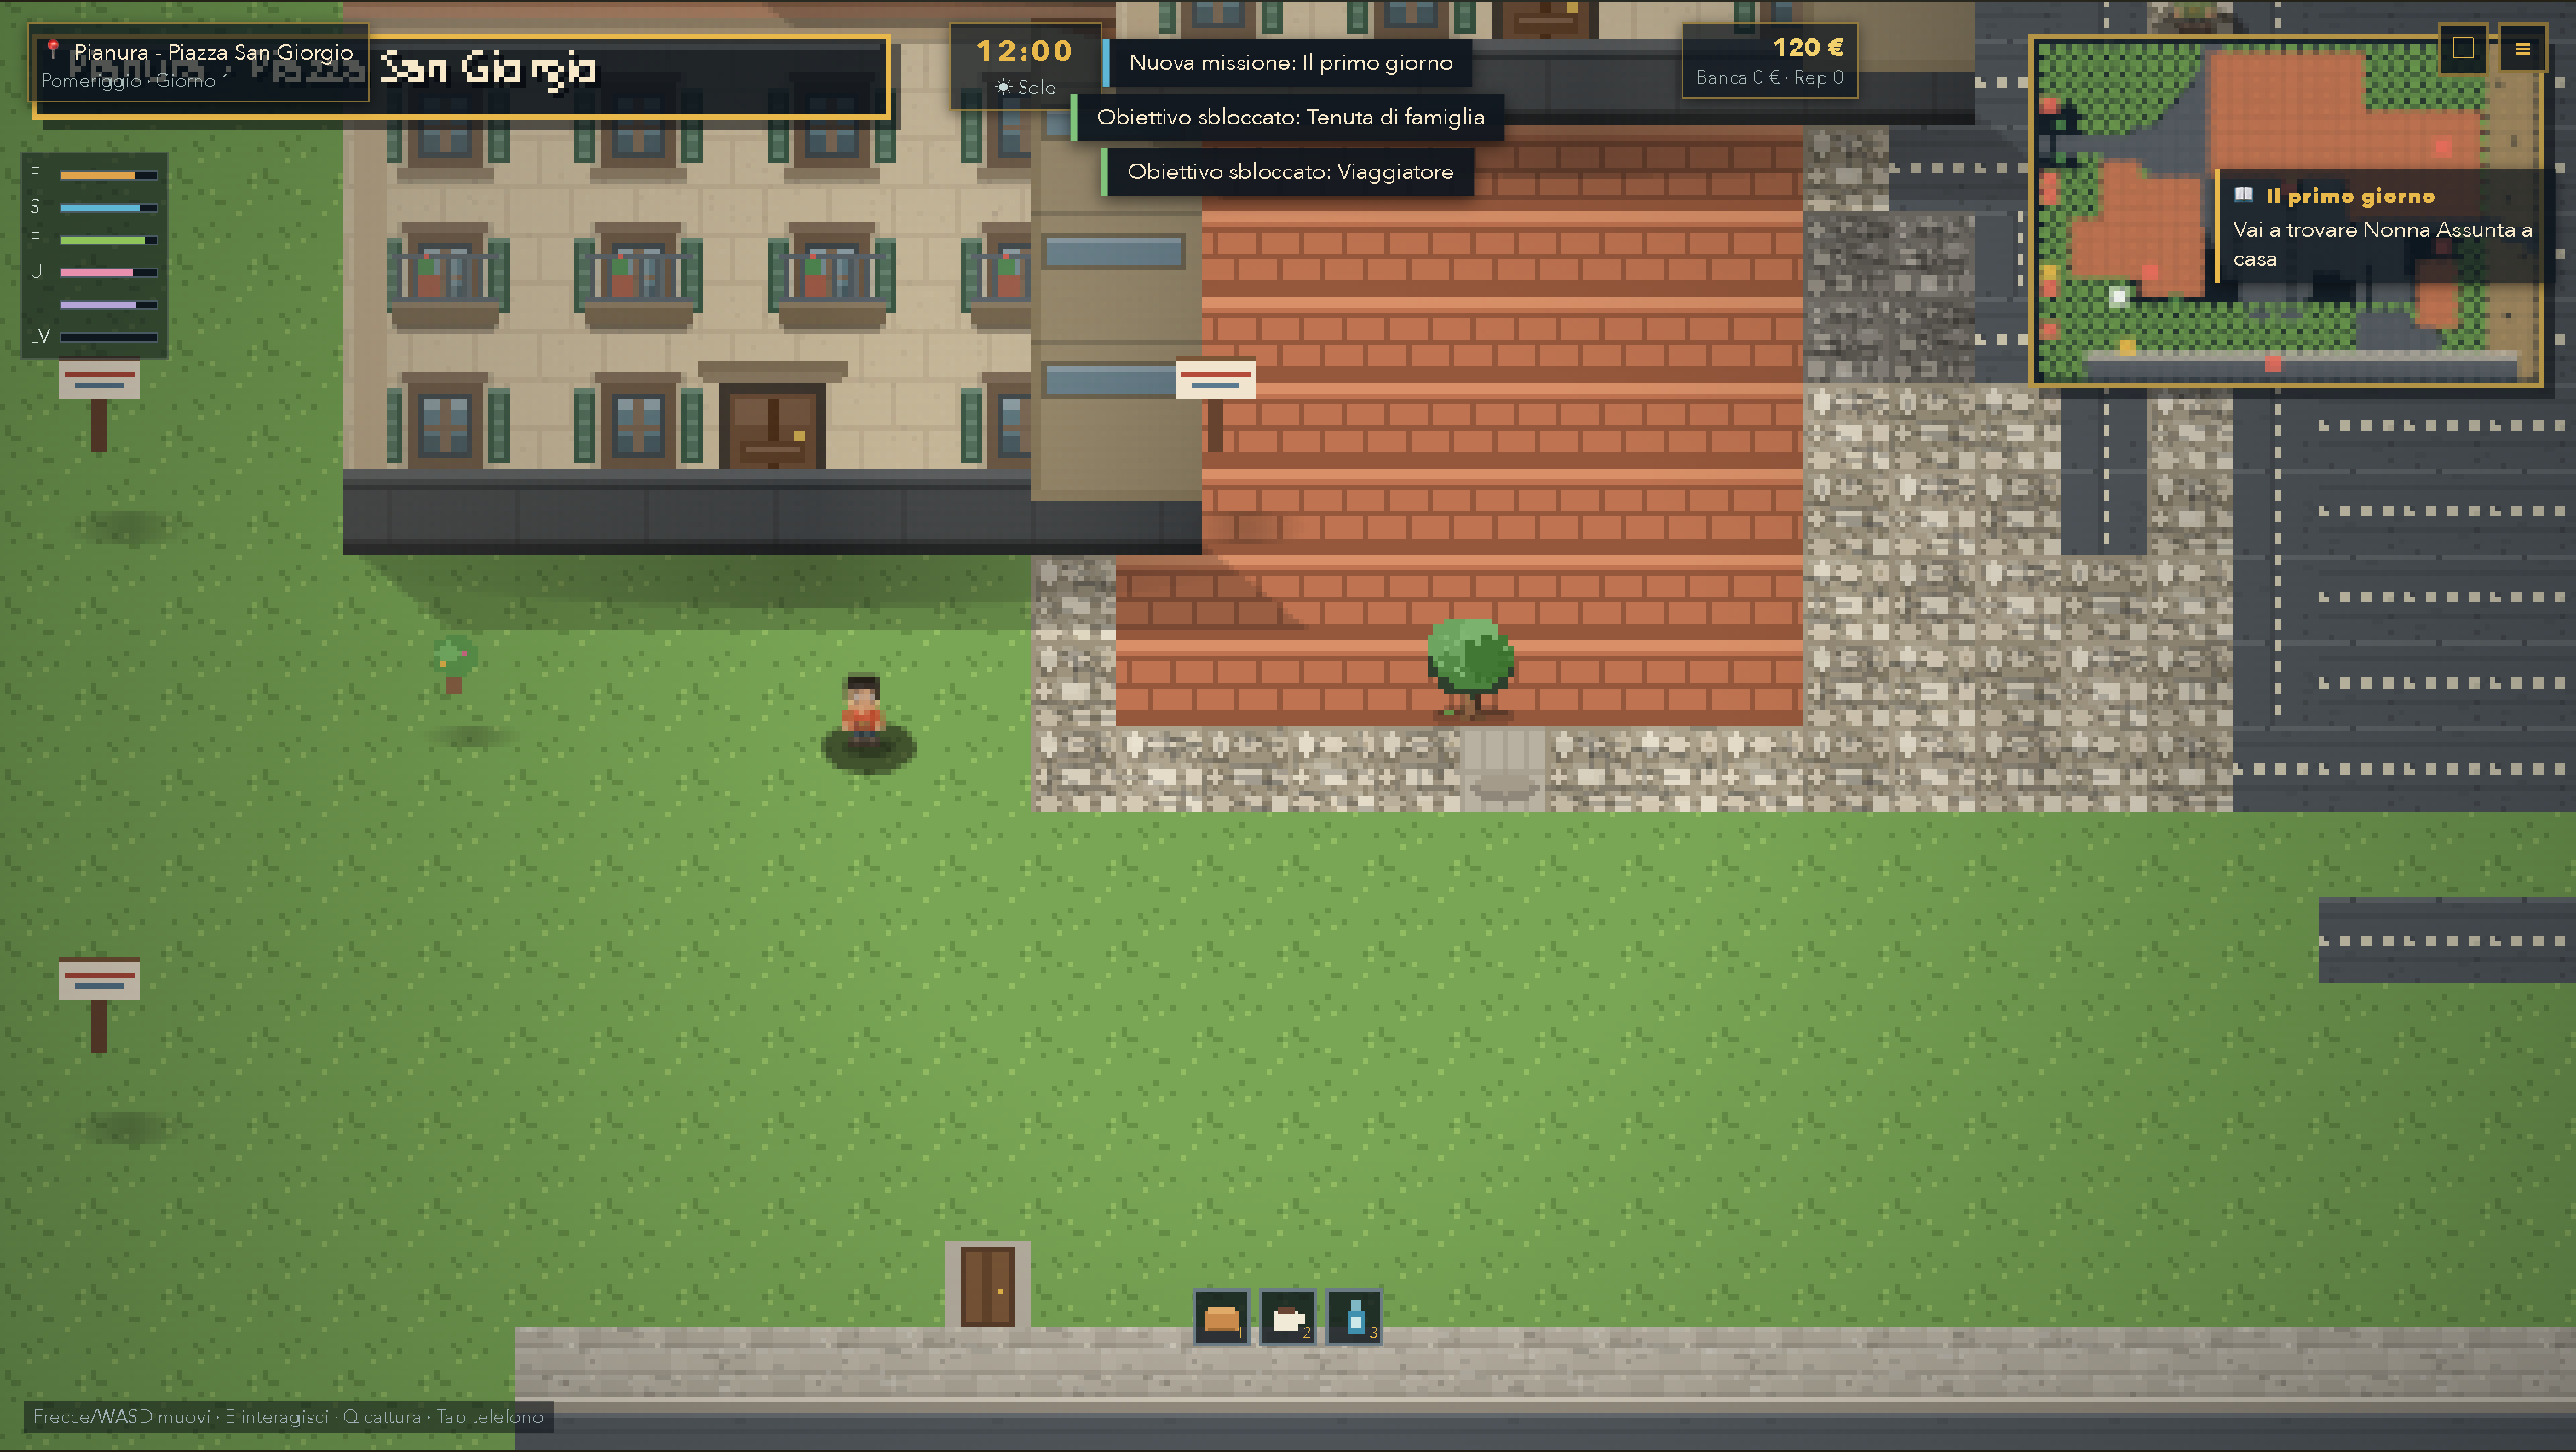 Pianura - Piazza San Giorgio
Pomeriggio · Giorno 1
Pianura - Piazza San Giorgio
12:00
Sole
Nuova missione: Il primo giorno
Obiettivo sbloccato: Tenuta di famiglia
Obiettivo sbloccato: Viaggiatore
120 €
Banca 0 € · Rep 0
Il primo giorno
Vai a trovare Nonna Assunta a
casa
F
S
E
U
I
LV
1
2
3
Frecce/WASD muovi · E interagisci · Q cattura · Tab telefono